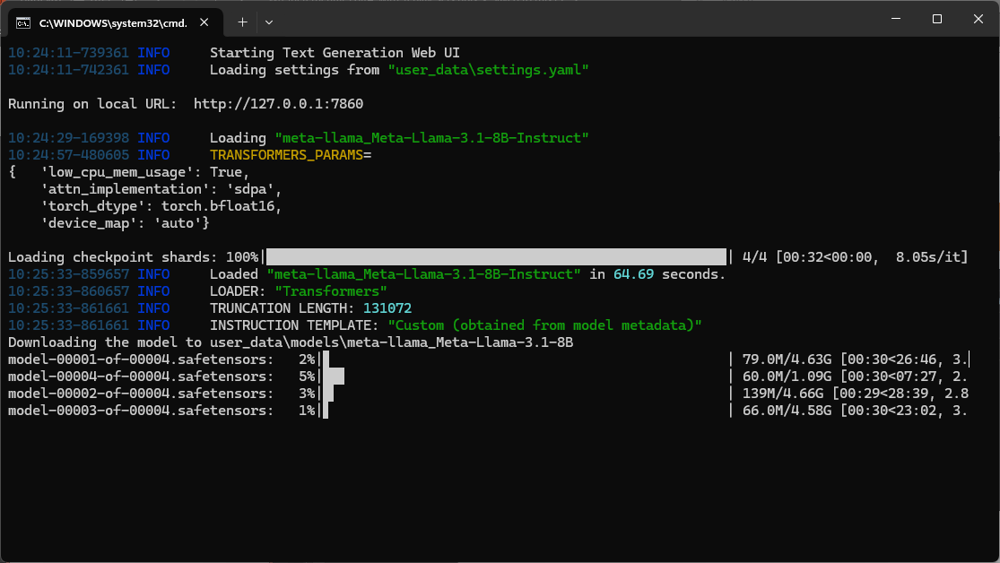 C:\WINDOWS\system32\cmd.
10:24:11-739361 INFO     Starting Text Generation Web UI
10:24:11-742361 INFO     Loading settings from "user_data\settings.yaml"
Running on local URL:  http://127.0.0.1:7860
10:24:29-169398 INFO     Loading "meta-llama_Meta-Llama-3.1-8B-Instruct"
10:24:57-480605 INFO     TRANSFORMERS_PARAMS=
{   'low_cpu_mem_usage': True,
    'attn_implementation': 'sdpa',
    'torch_dtype': torch.bfloat16,
    'device_map': 'auto'}
Loading checkpoint shards: 100%| | 4/4 [00:32<00:00,  8.05s/it]
10:25:33-859657 INFO     Loaded "meta-llama_Meta-Llama-3.1-8B-Instruct" in 64.69 seconds.
10:25:33-860657 INFO     LOADER: "Transformers"
10:25:33-861661 INFO     TRUNCATION LENGTH: 131072
10:25:33-861661 INFO     INSTRUCTION TEMPLATE: "Custom (obtained from model metadata)"
Downloading the model to user_data\models\meta-llama_Meta-Llama-3.1-8B
model-00001-of-00004.safetensors:   2%| | 79.0M/4.63G [00:30<26:46, 3.
model-00004-of-00004.safetensors:   5%| | 60.0M/1.09G [00:30<07:27, 2.
model-00002-of-00004.safetensors:   3%| | 139M/4.66G [00:29<28:39, 2.8
model-00003-of-00004.safetensors:   1%| | 66.0M/4.58G [00:30<23:02, 3.